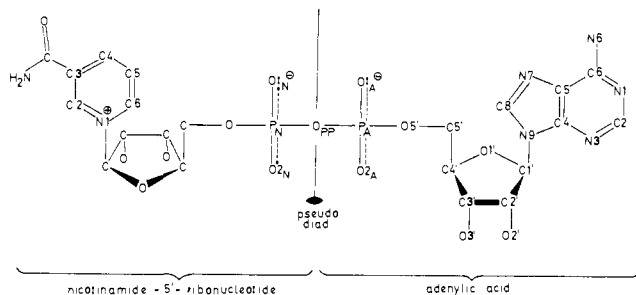 O
H2N
C3
C4
C5
C2
C6
N1
⊕
O
O
O
C
O
O1N
⊖
PN
O2N
OPP
O1A
⊖
PA
O2A
O5'
C5'
O1'
C4'
C1'
C3'
C2'
O3'
O2'
N6
N7
C5
C6
N1
C8
C4
C2
N9
N3
pseudo
diad
nicotinamide - 5' - ribonucleotide
adenylic acid